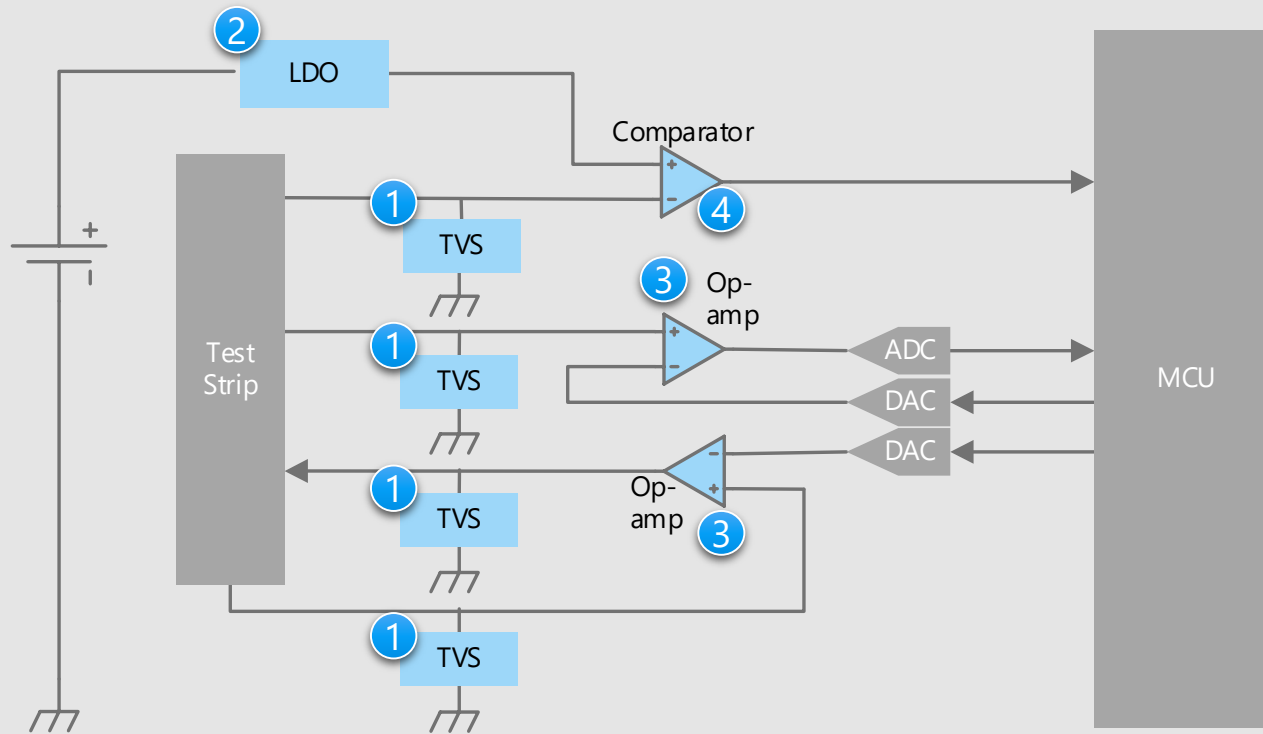 2
LDO
Comparator
+
-
1
4
TVS
+
-
3
Op-
amp
+
-
1
TVS
Test
Strip
ADC
DAC
DAC
MCU
-
+
Op-
amp
1
TVS
3
1
TVS